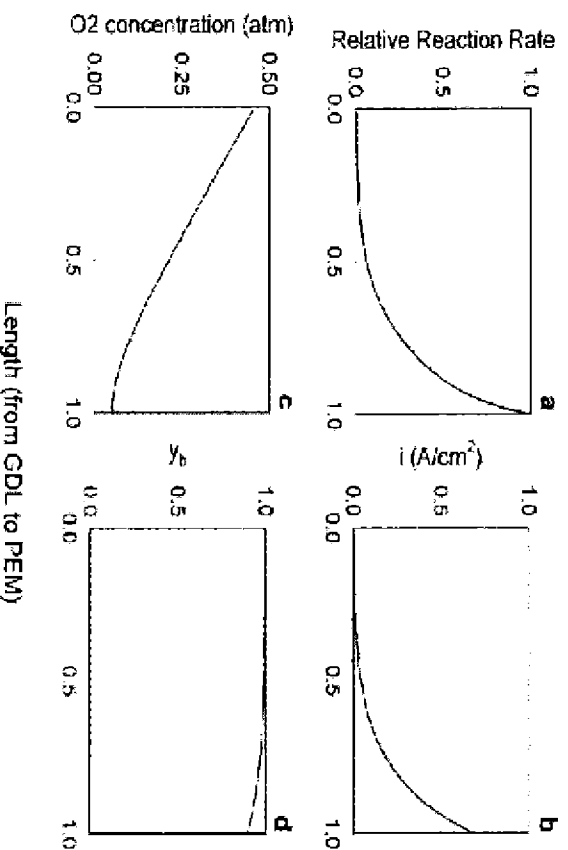 a
Relative Reaction Rate
1.0
0.5
0.0
0.0 0.5 1.0
b
i (A/cm²)
1.0
0.5
0.0
0.0 0.5 1.0
c
O2 concentration (atm)
0.50
0.25
0.00
0.0 0.5 1.0
d
yb
1.0
0.5
0.0
0.0 0.5 1.0
Length (from GDL to PEM)